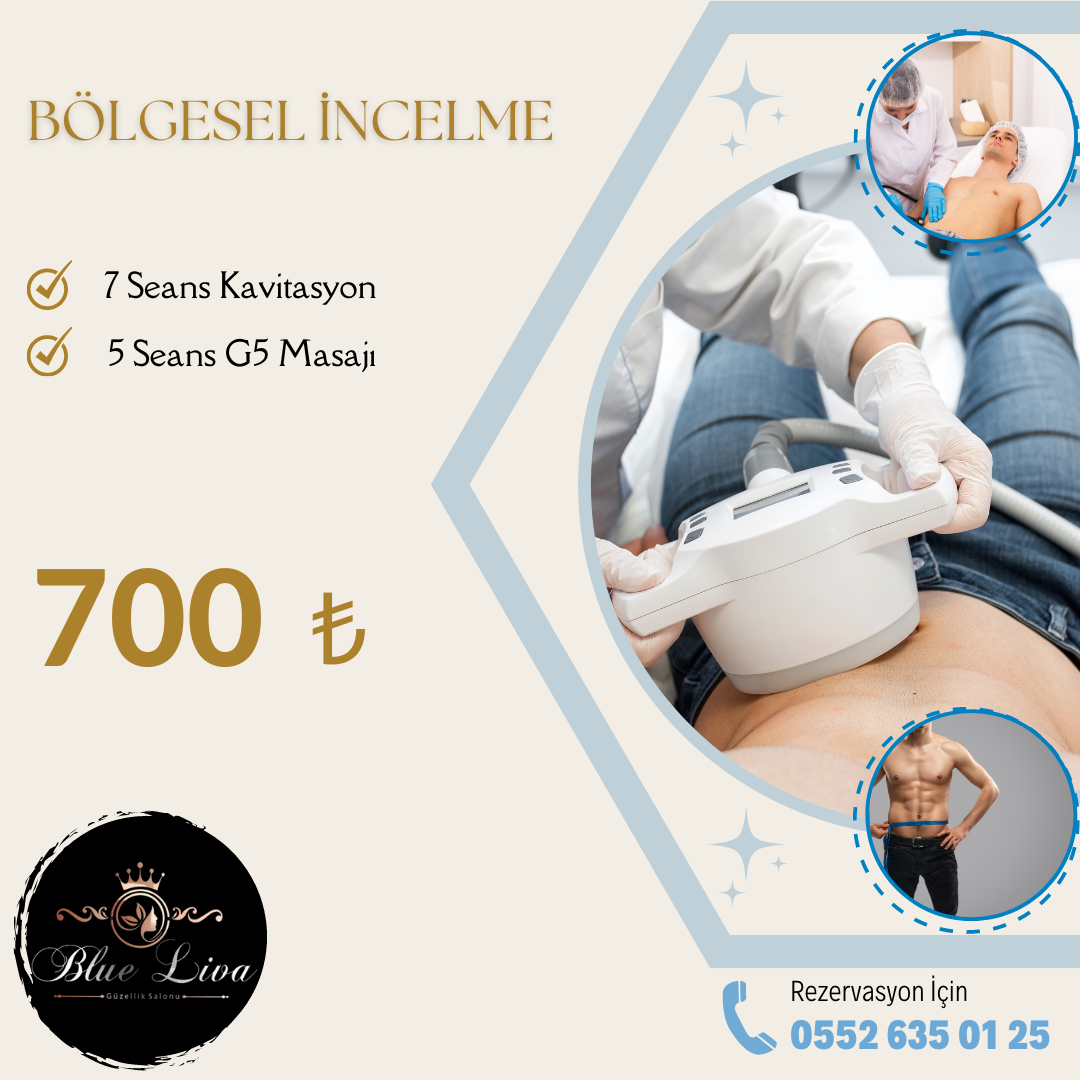 BÖLGESEL İNCELME
7 Seans Kavitasyon
5 Seans G5 Masajı
700 ₺
Blue Liva
Güzellik Salonu
Rezervasyon İçin
0552 635 01 25